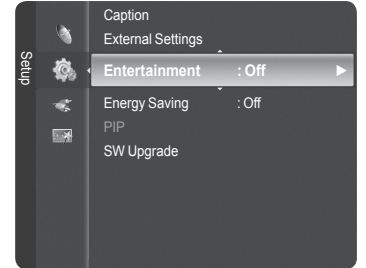 Setup
Caption
External Settings
Entertainment : Off
Energy Saving : Off
PIP
SW Upgrade